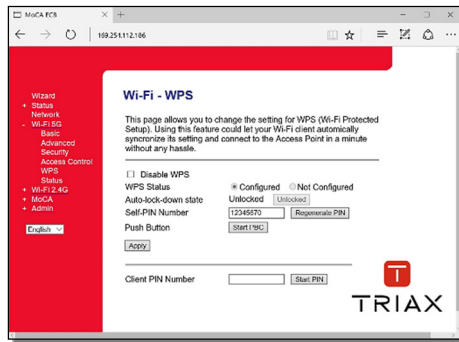 MoCA ECB
169.254.112.186
Wizard
+ Status
Network
- Wi-Fi 5G
Basic
Advanced
Security
Access Control
WPS
Status
+ Wi-Fi 2.4G
+ MoCA
+ Admin
English
Wi-Fi - WPS
This page allows you to change the setting for WPS (Wi-Fi Protected
Setup). Using this feature could let your Wi-Fi client automically
syncronize its setting and connect to the Access Point in a minute
without any hassle.
Disable WPS
WPS Status Configured Not Configured
Auto-lock-down state Unlocked Unlocked
Self-PIN Number 12345670 Regenerate PIN
Push Button Start PBC
Apply
Client PIN Number Start PIN
TRIAX